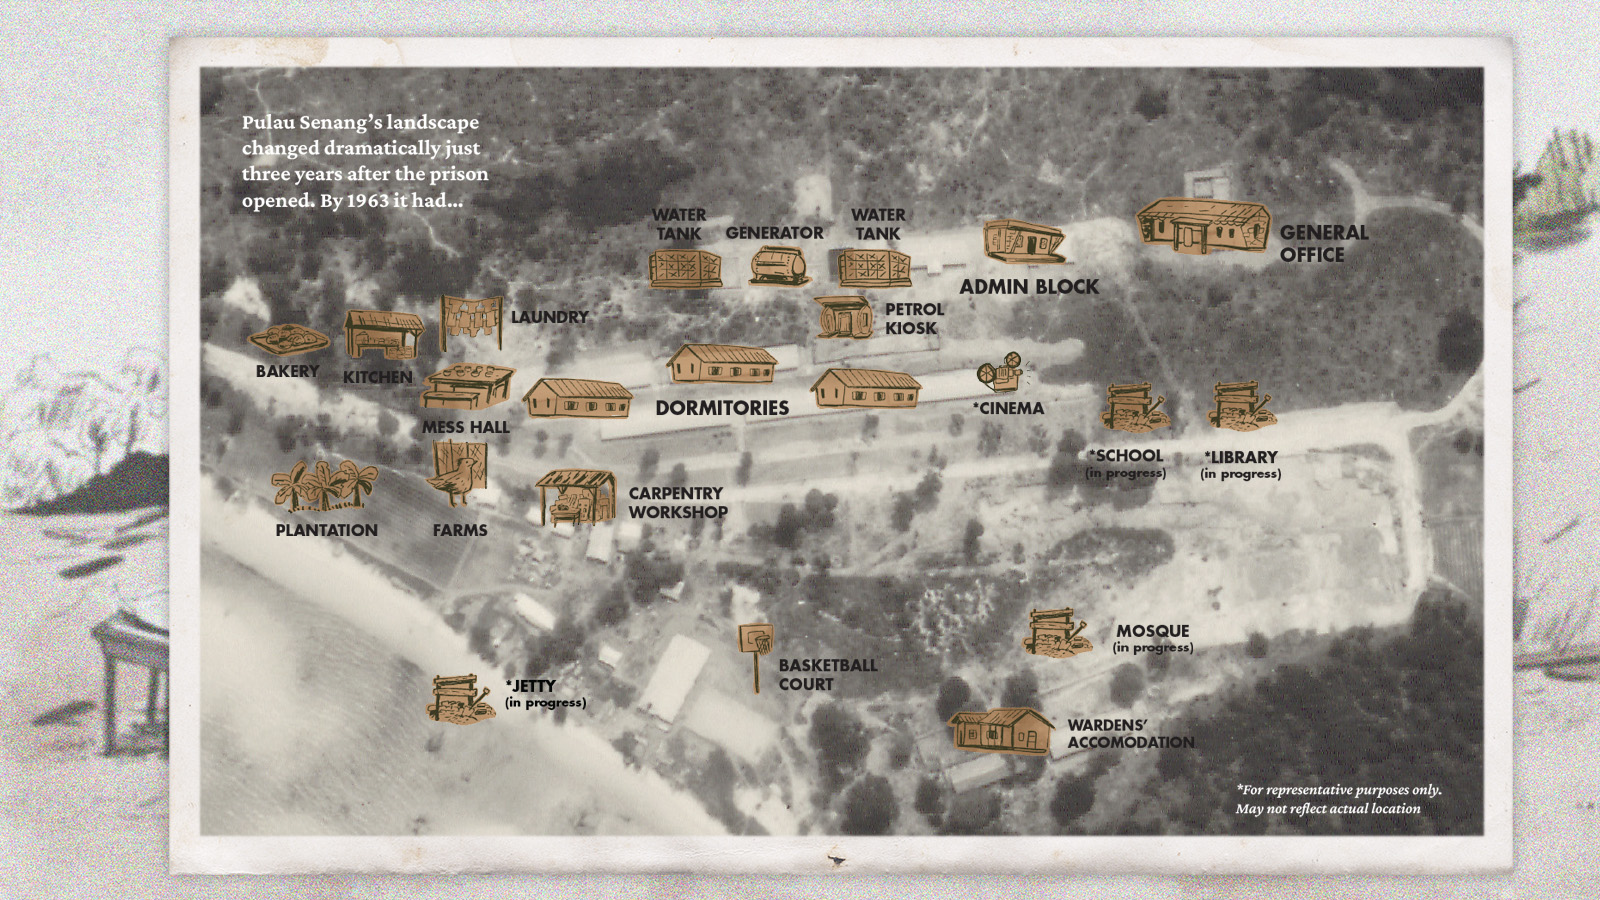 Pulau Senang's landscape
changed dramatically just
three years after the prison
opened. By 1963 it had...
WATER
TANK
GENERATOR
WATER
TANK
ADMIN BLOCK
GENERAL
OFFICE
PETROL
KIOSK
LAUNDRY
BAKERY
KITCHEN
MESS HALL
DORMITORIES
*CINEMA
*SCHOOL
(in progress)
*LIBRARY
(in progress)
PLANTATION
FARMS
CARPENTRY
WORKSHOP
MOSQUE
(in progress)
BASKETBALL
COURT
*JETTY
(in progress)
WARDENS'
ACCOMODATION
*For representative purposes only.
May not reflect actual location